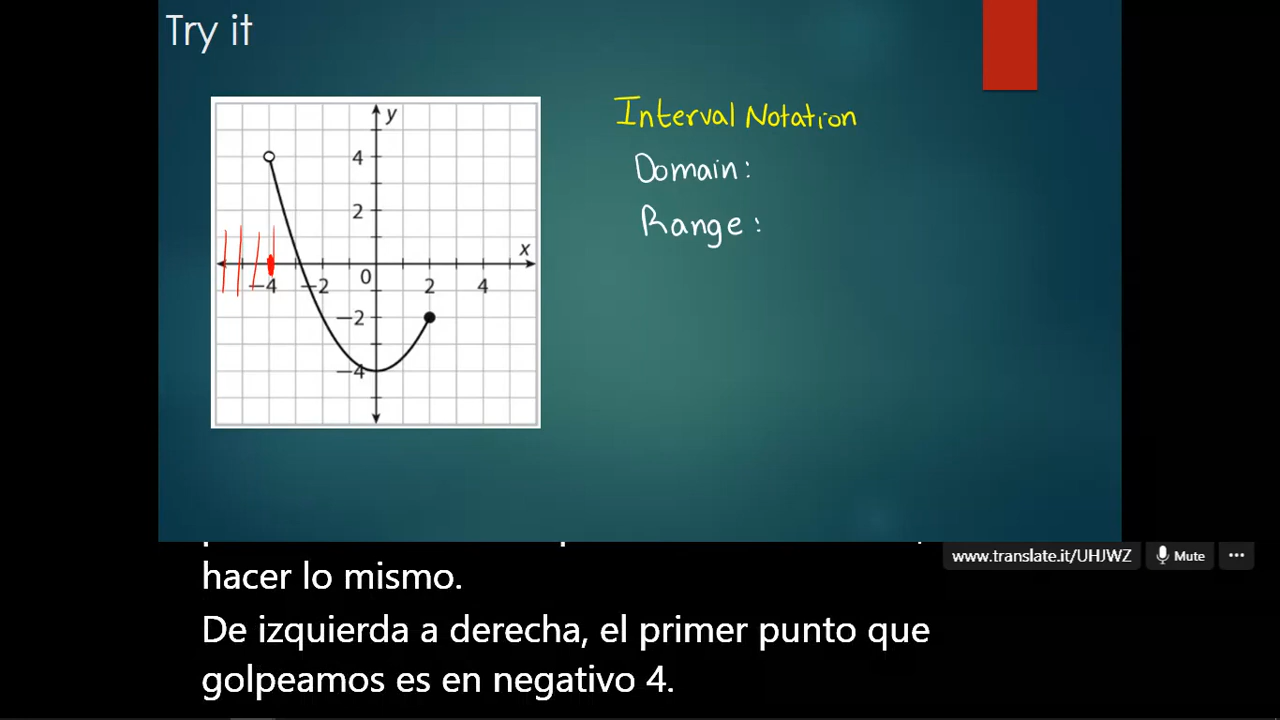 Try it
Interval Notation
Domain:
Range:
y
4
2
x
0
−4 −2 2 4
−2
−4
www.translate.it/UHJWZ Mute ...
hacer lo mismo.
De izquierda a derecha, el primer punto que
golpeamos es en negativo 4.